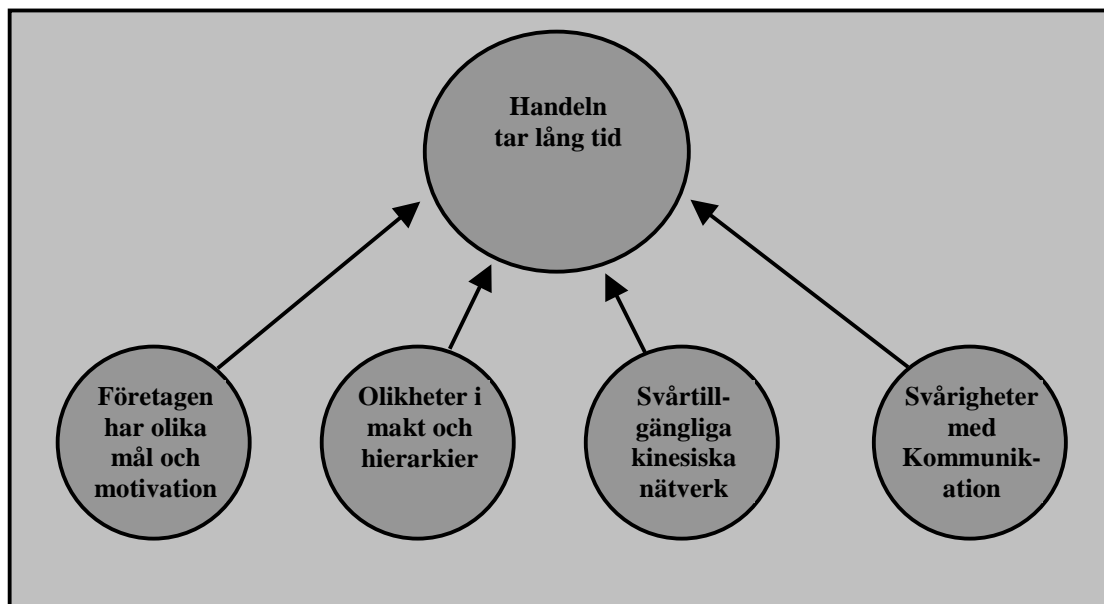 Handeln
tar lång tid
Företagen
har olika
mål och
motivation
Olikheter i
makt och
hierarkier
Svårtill-
gängliga
kinesiska
nätverk
Svårigheter
med
Kommunik-
ation